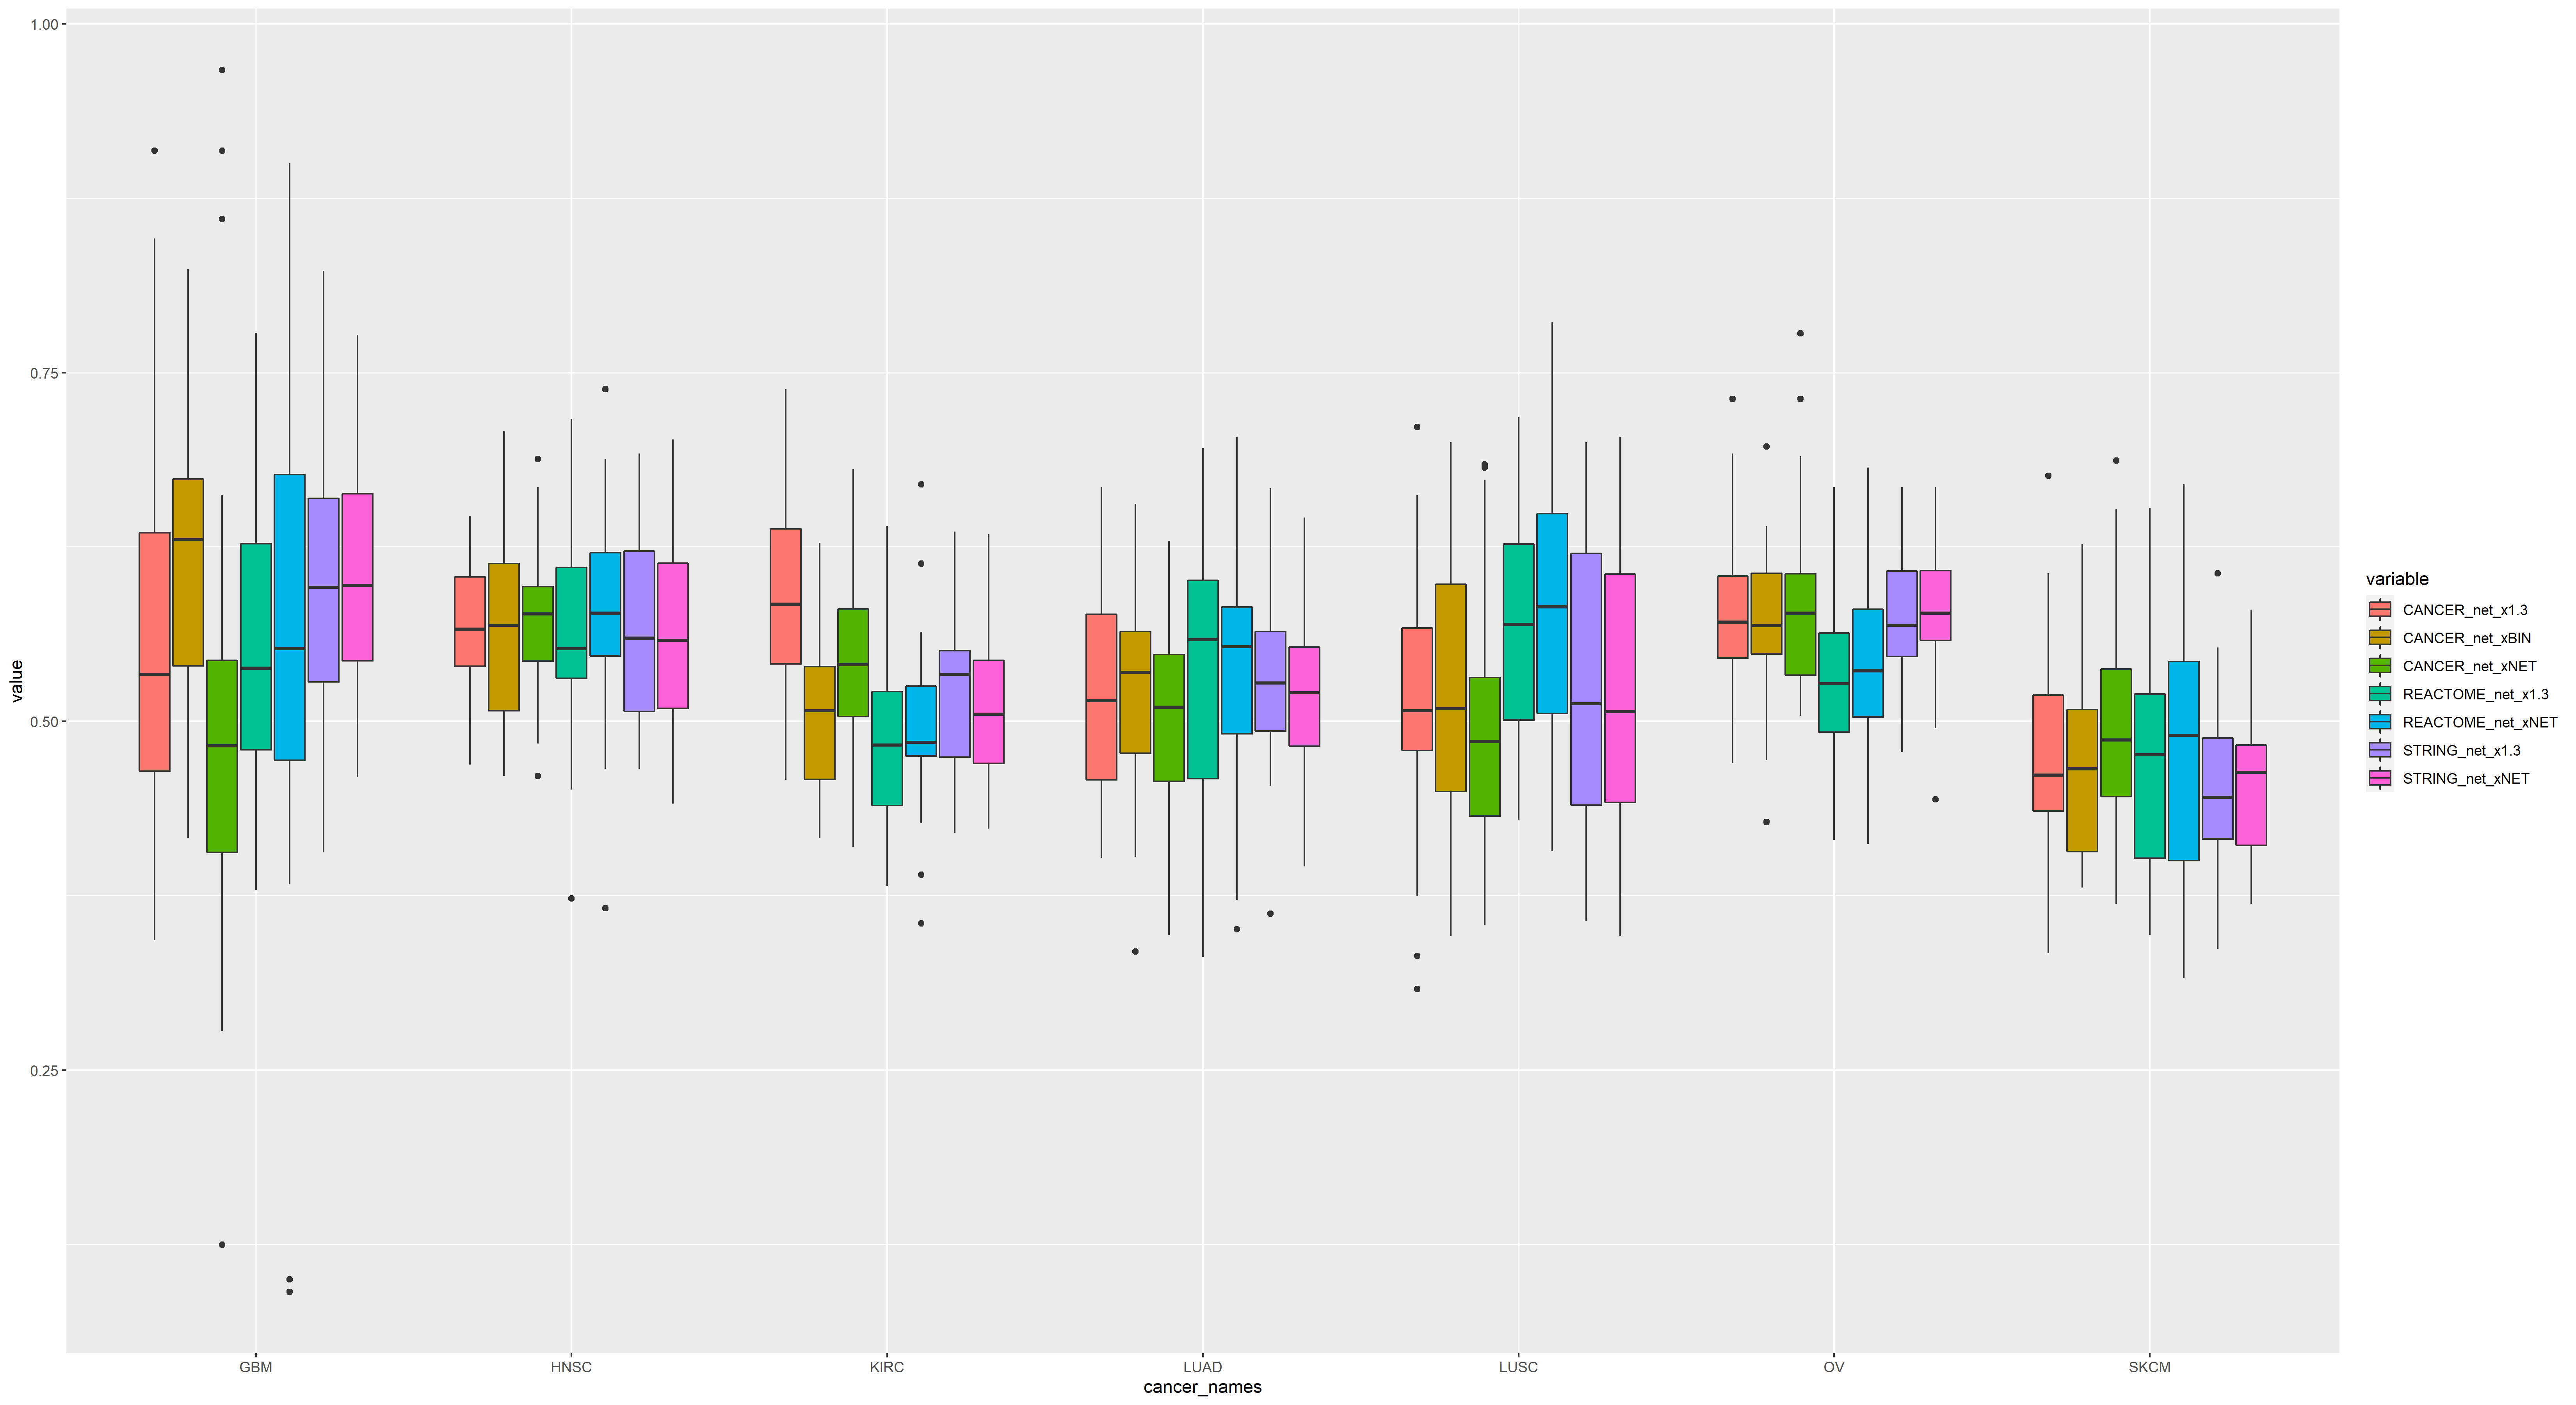 1.00
0.75
0.50
0.25
value
GBM
HNSC
KIRC
LUAD
LUSC
OV
SKCM
cancer_names
variable
CANCER_net_x1.3
CANCER_net_xBIN
CANCER_net_xNET
REACTOME_net_x1.3
REACTOME_net_xNET
STRING_net_x1.3
STRING_net_xNET